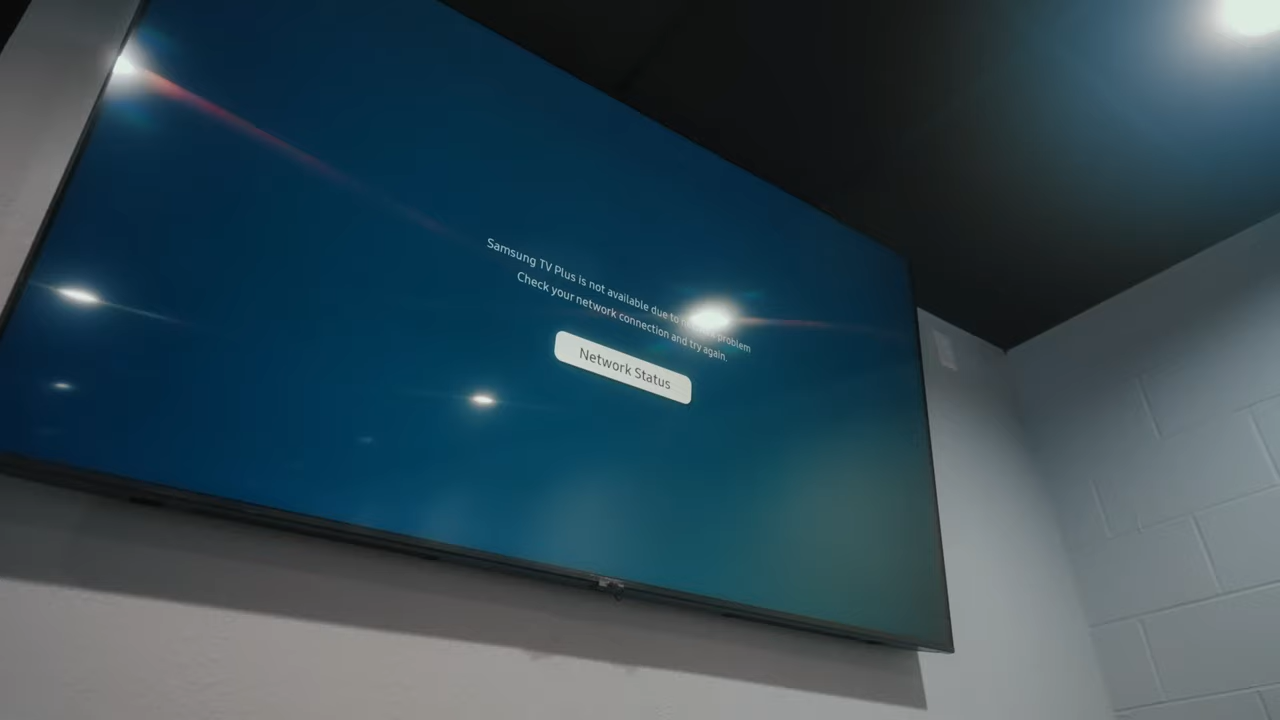 Samsung TV Plus is not available due to problem
Check your network connection and try again.
Network Status